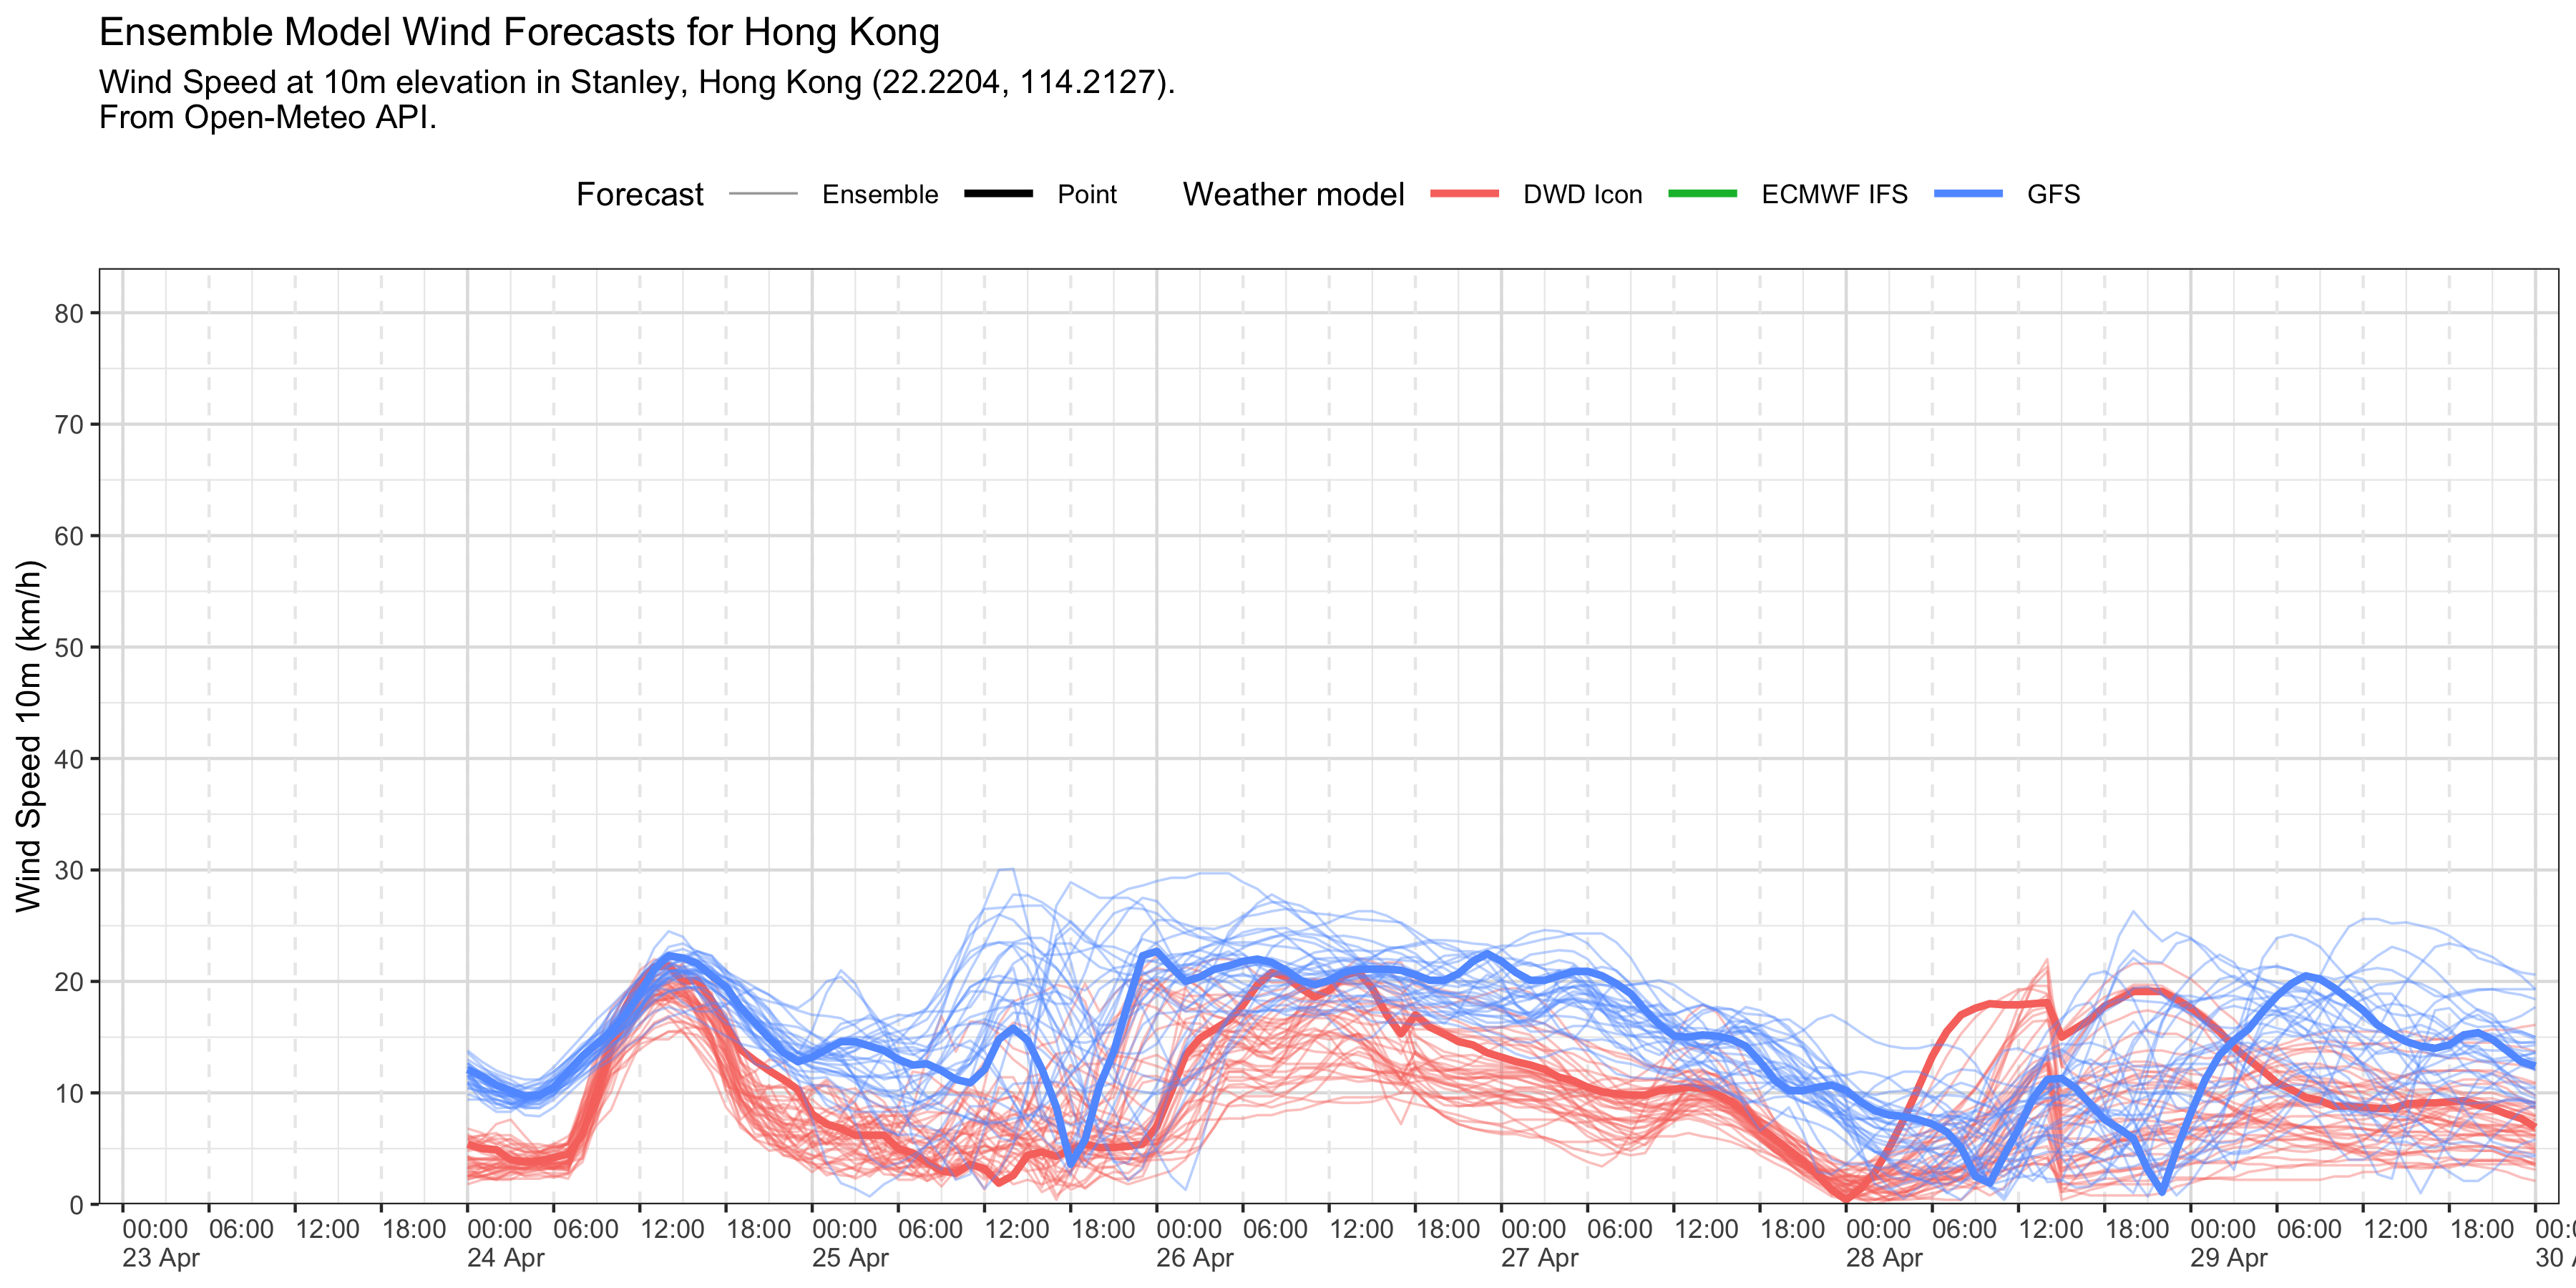 Ensemble Model Wind Forecasts for Hong Kong
Wind Speed at 10m elevation in Stanley, Hong Kong (22.2204, 114.2127).
From Open-Meteo API.
Forecast Ensemble Point Weather model DWD Icon ECMWF IFS GFS
Wind Speed 10m (km/h)
80
70
60
50
40
30
20
10
0
00:00 06:00 12:00 18:00 00:00 06:00 12:00 18:00 00:00 06:00 12:00 18:00 00:00 06:00 12:00 18:00 00:00 06:00 12:00 18:00 00:00 06:00 12:00 18:00 00:00 06:00 12:00 18:00
23 Apr 24 Apr 25 Apr 26 Apr 27 Apr 28 Apr 29 Apr 30